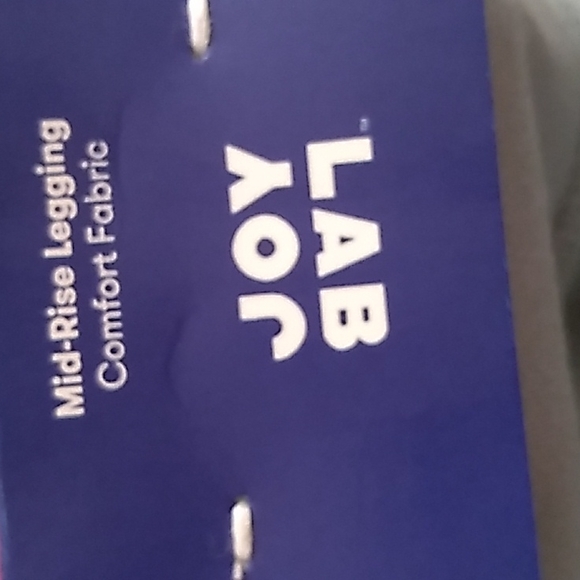 Mid-Rise Legging
Comfort Fabric
JOY
LAB